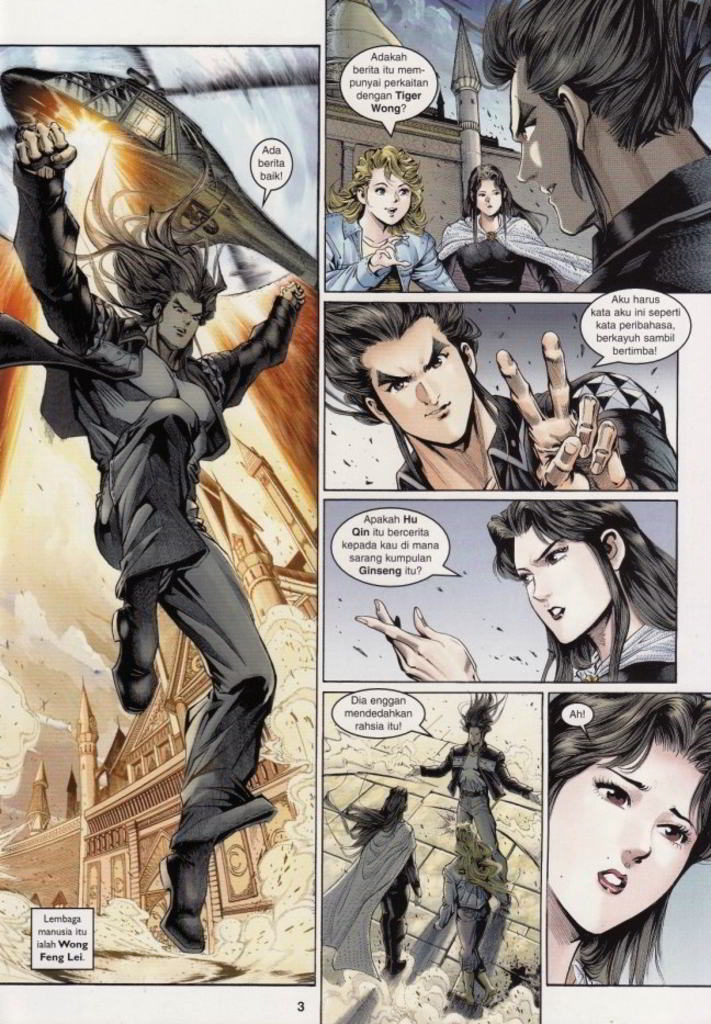 Ada
berita
baik!
Lembaga
manusia itu
ialah Wong
Feng Lei.
Adakah
berita itu mem-
punyai perkaitan
dengan Tiger
Wong?
Aku harus
kata aku ini seperti
kata peribahasa,
berkayuh sambil
bertimba!
Apakah Hu
Qin itu bercerita
kepada kau di mana
sarang kumpulan
Ginseng itu?
Dia enggan
mendedahkan
rahsia itu!
Ah!
3